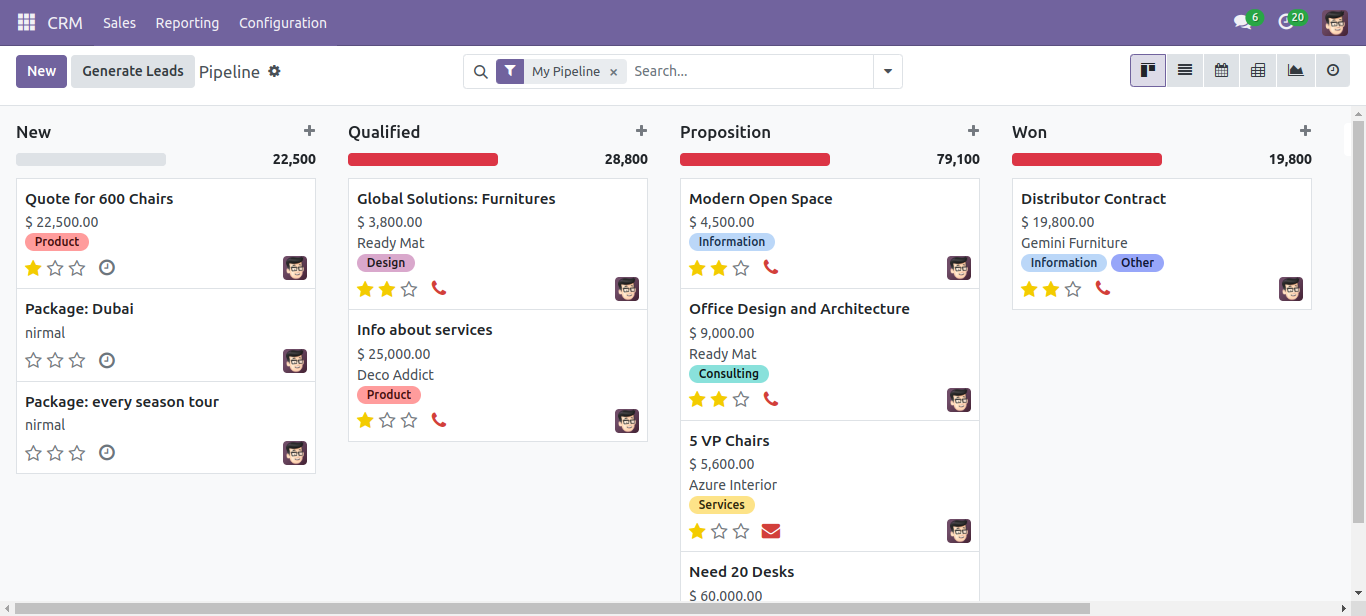 CRM Sales Reporting Configuration 6 20
New Generate Leads Pipeline My Pipeline × Search...
New 22,500
Quote for 600 Chairs
$ 22,500.00
Product
Package: Dubai
nirmal
Package: every season tour
nirmal
Qualified 28,800
Global Solutions: Furnitures
$ 3,800.00
Ready Mat
Design
Info about services
$ 25,000.00
Deco Addict
Product
Proposition 79,100
Modern Open Space
$ 4,500.00
Information
Office Design and Architecture
$ 9,000.00
Ready Mat
Consulting
5 VP Chairs
$ 5,600.00
Azure Interior
Services
Need 20 Desks
$ 60,000.00
Won 19,800
Distributor Contract
$ 19,800.00
Gemini Furniture
Information Other